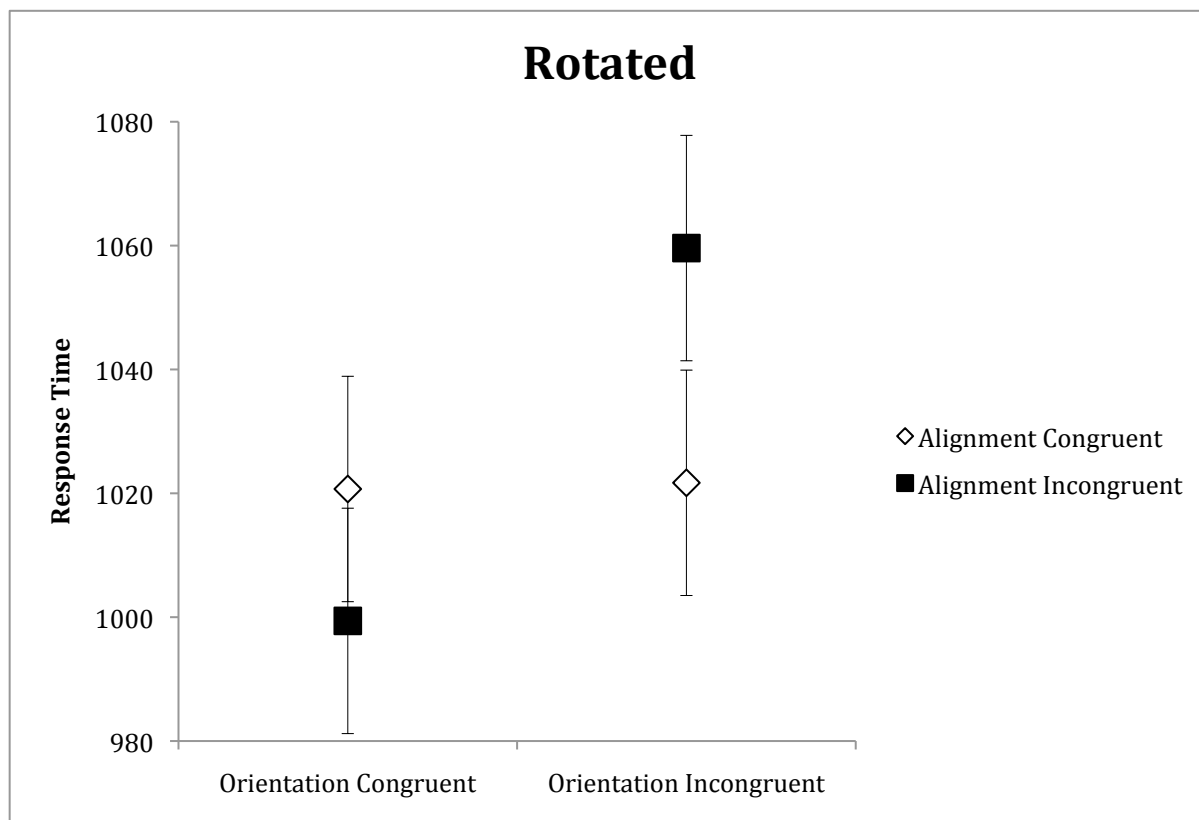 Rotated
1080
1060
1040
1020
1000
980
Response Time
Orientation Congruent
Orientation Incongruent
Alignment Congruent
Alignment Incongruent